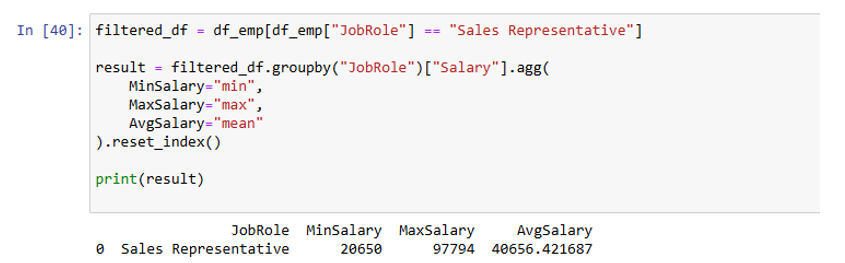 In [40]: filtered_df = df_emp[df_emp["JobRole"] == "Sales Representative"]
result = filtered_df.groupby("JobRole")["Salary"].agg(
    MinSalary="min",
    MaxSalary="max",
    AvgSalary="mean"
).reset_index()
print(result)
JobRole MinSalary MaxSalary AvgSalary
0 Sales Representative 20650 97794 40656.421687